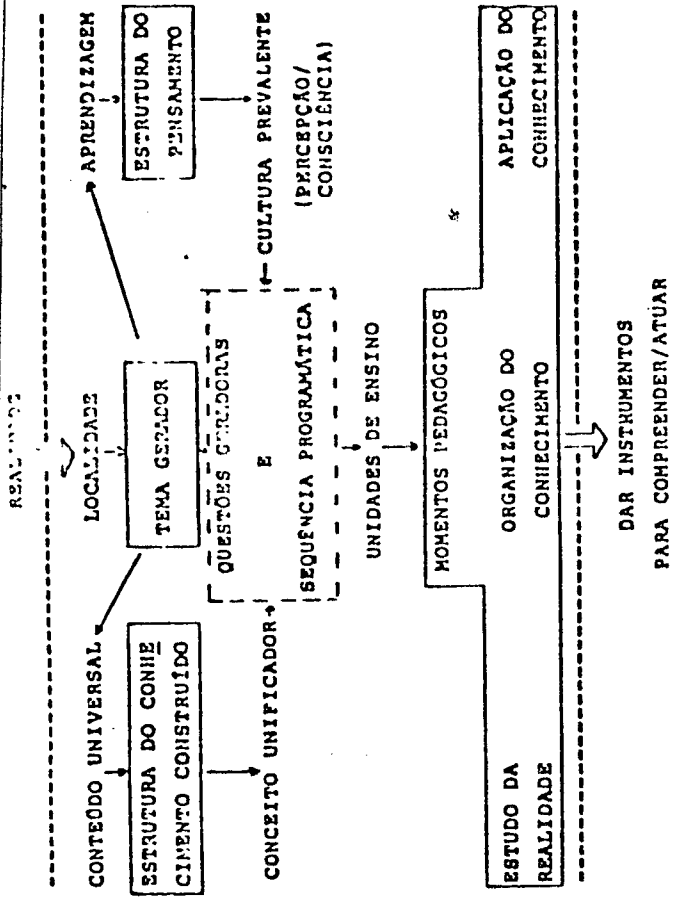 LOCALIDADE
CONTEÚDO UNIVERSAL
APRENDIZAGEM
ESTRUTURA DO CONHE
CIMENTO CONSTRUÍDO
TEMA GERADOR
ESTRUTURA DO
PENSAMENTO
QUESTÕES GERADORAS
E
SEQUÊNCIA PROGRAMÁTICA
CONCEITO UNIFICADOR
CULTURA PREVALENTE
(PERCEPÇÃO/
CONSCIÊNCIA)
UNIDADES DE ENSINO
MOMENTOS PEDAGÓGICOS
ESTUDO DA
REALIDADE
ORGANIZAÇÃO DO
CONHECIMENTO
APLICAÇÃO DO
CONHECIMENTO
DAR INSTRUMENTOS
PARA COMPREENDER/ATUAR